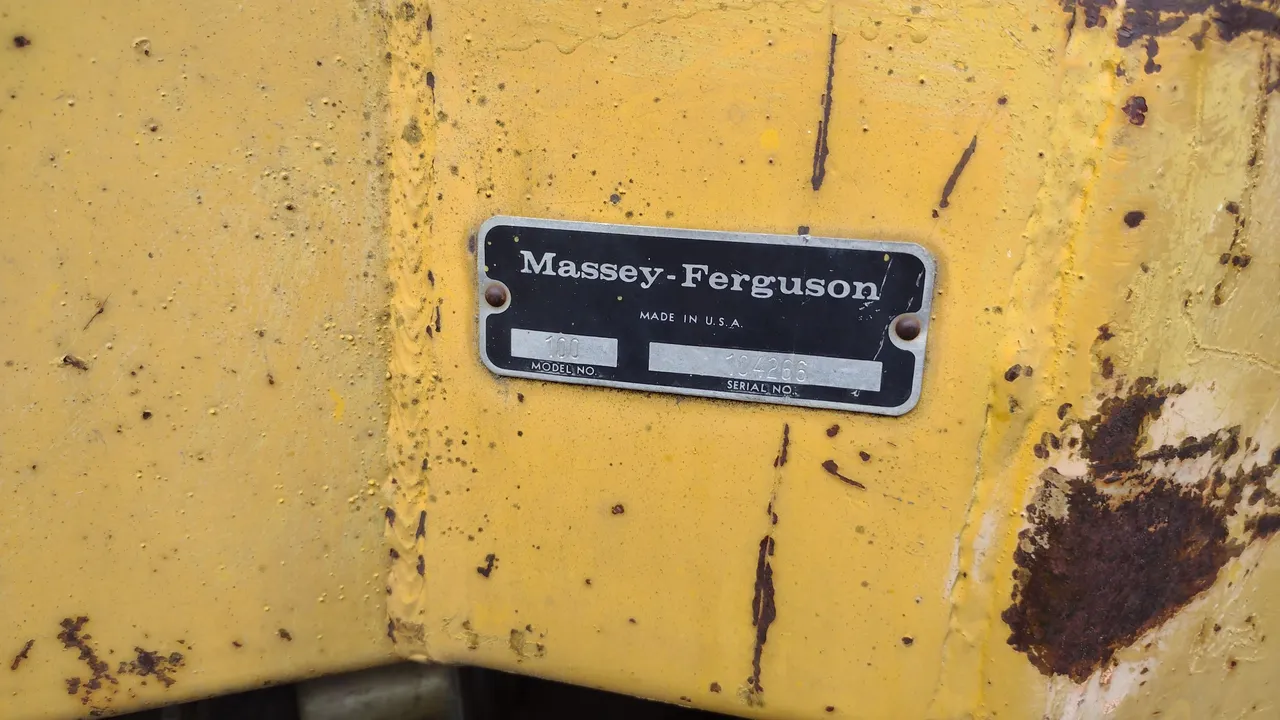 Massey-Ferguson
MADE IN U.S.A.
100
104266
MODEL NO.
SERIAL NO.